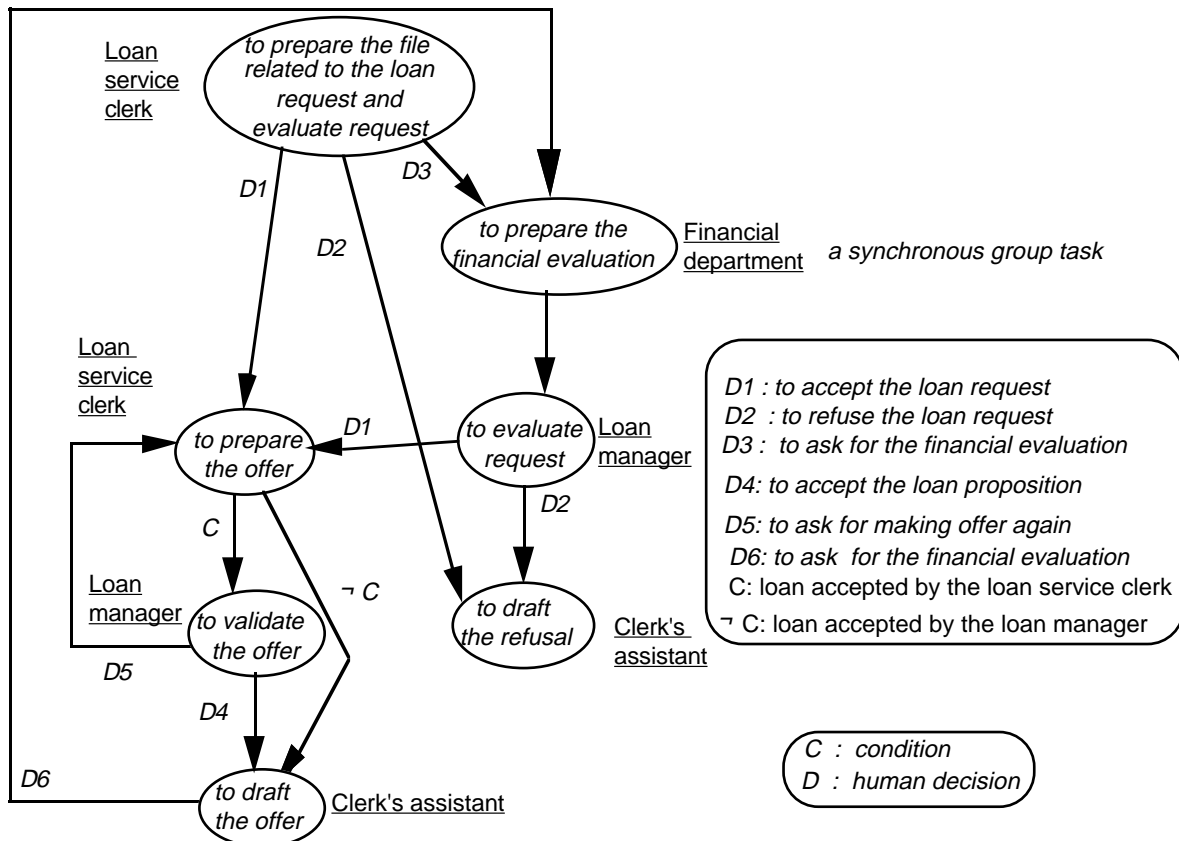 Loan
service
clerk
to prepare the file
related to the loan
request and
evaluate request
D1
D2
D3
to prepare the
financial evaluation
Financial
department
a synchronous group task
Loan
service
clerk
to prepare
the offer
D1
to evaluate
request
Loan
manager
D2
C
¬ C
Loan
manager
to validate
the offer
D5
D4
to draft
the refusal
Clerk's
assistant
D6
to draft
the offer
Clerk's assistant
D1 : to accept the loan request
D2 : to refuse the loan request
D3 : to ask for the financial evaluation
D4: to accept the loan proposition
D5: to ask for making offer again
D6: to ask for the financial evaluation
C: loan accepted by the loan service clerk
¬ C: loan accepted by the loan manager
C : condition
D : human decision